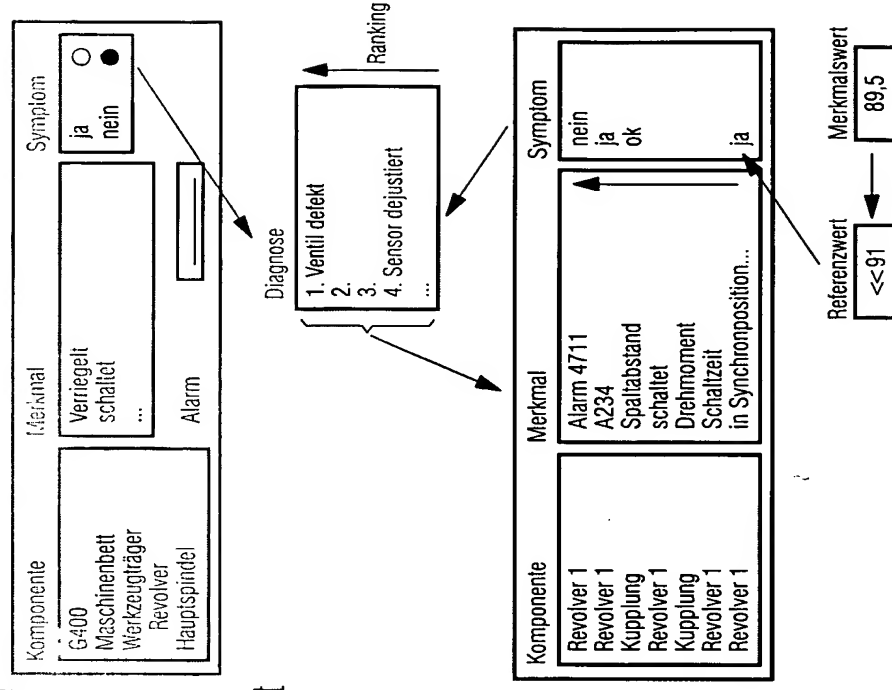 Komponente
G400
Maschinenbett
Werkzeugträger
Revolver
Hauptspindel
Merkmal
Verriegelt
schaltet
...
Alarm
Symptom
ja
nein
Diagnose
1. Ventil defekt
2.
3.
4. Sensor dejustiert
...
Ranking
Komponente
Revolver 1
Revolver 1
Kupplung
Revolver 1
Kupplung
Revolver 1
Revolver 1
Merkmal
Alarm 4711
A234
Spaltabstand
schaltet
Drehmoment
Schaltzeit
in Synchronposition...
Symptom
nein
ja
ok
ja
Referenzwert
<<91
Merkmalswert
89,5